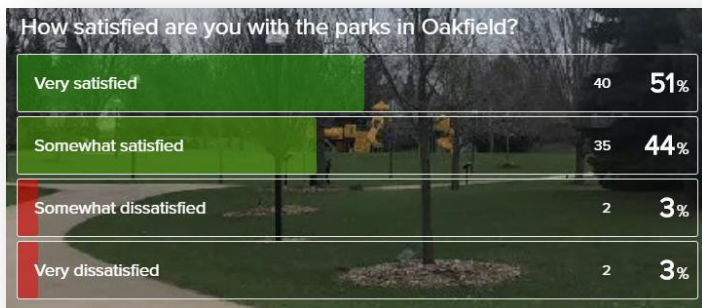 How satisfied are you with the parks in Oakfield?
Very satisfied 40 51%
Somewhat satisfied 35 44%
Somewhat dissatisfied 2 3%
Very dissatisfied 2 3%